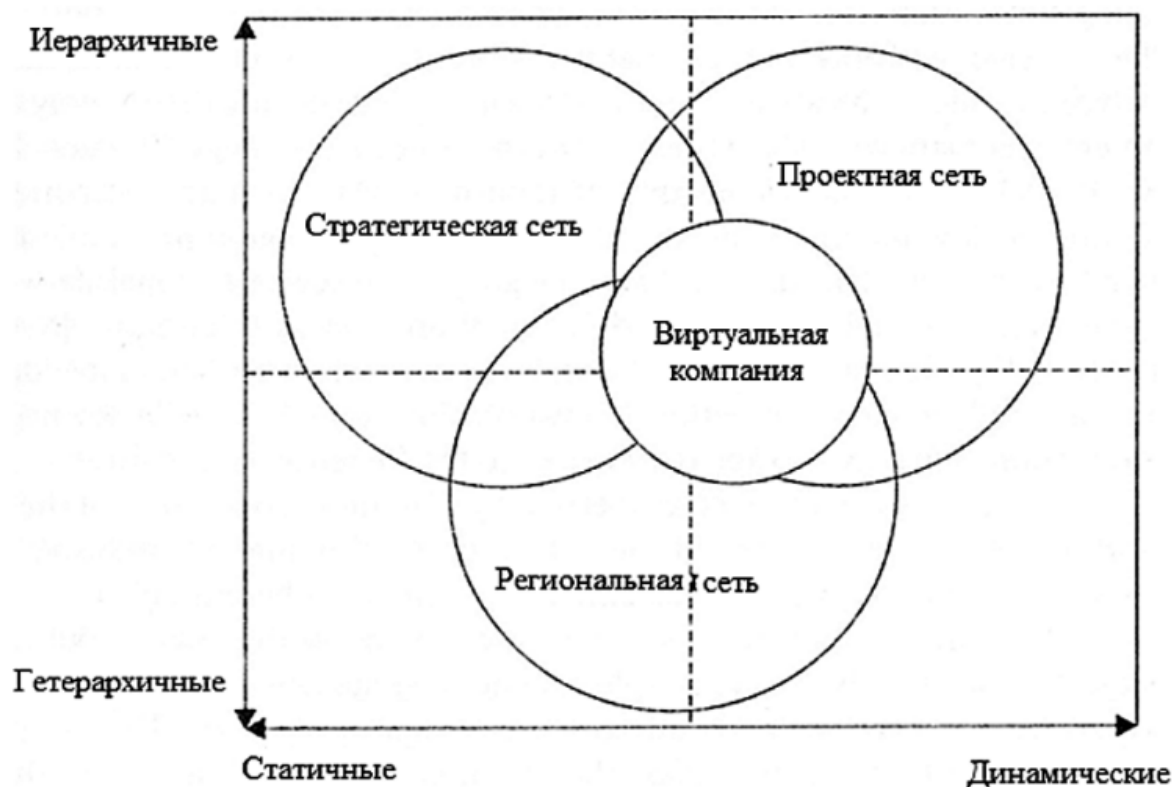 Иерархичные
Проектная сеть
Стратегическая сеть
Виртуальная
компания
Региональная сеть
Гетерархичные
Статичные
Динамические